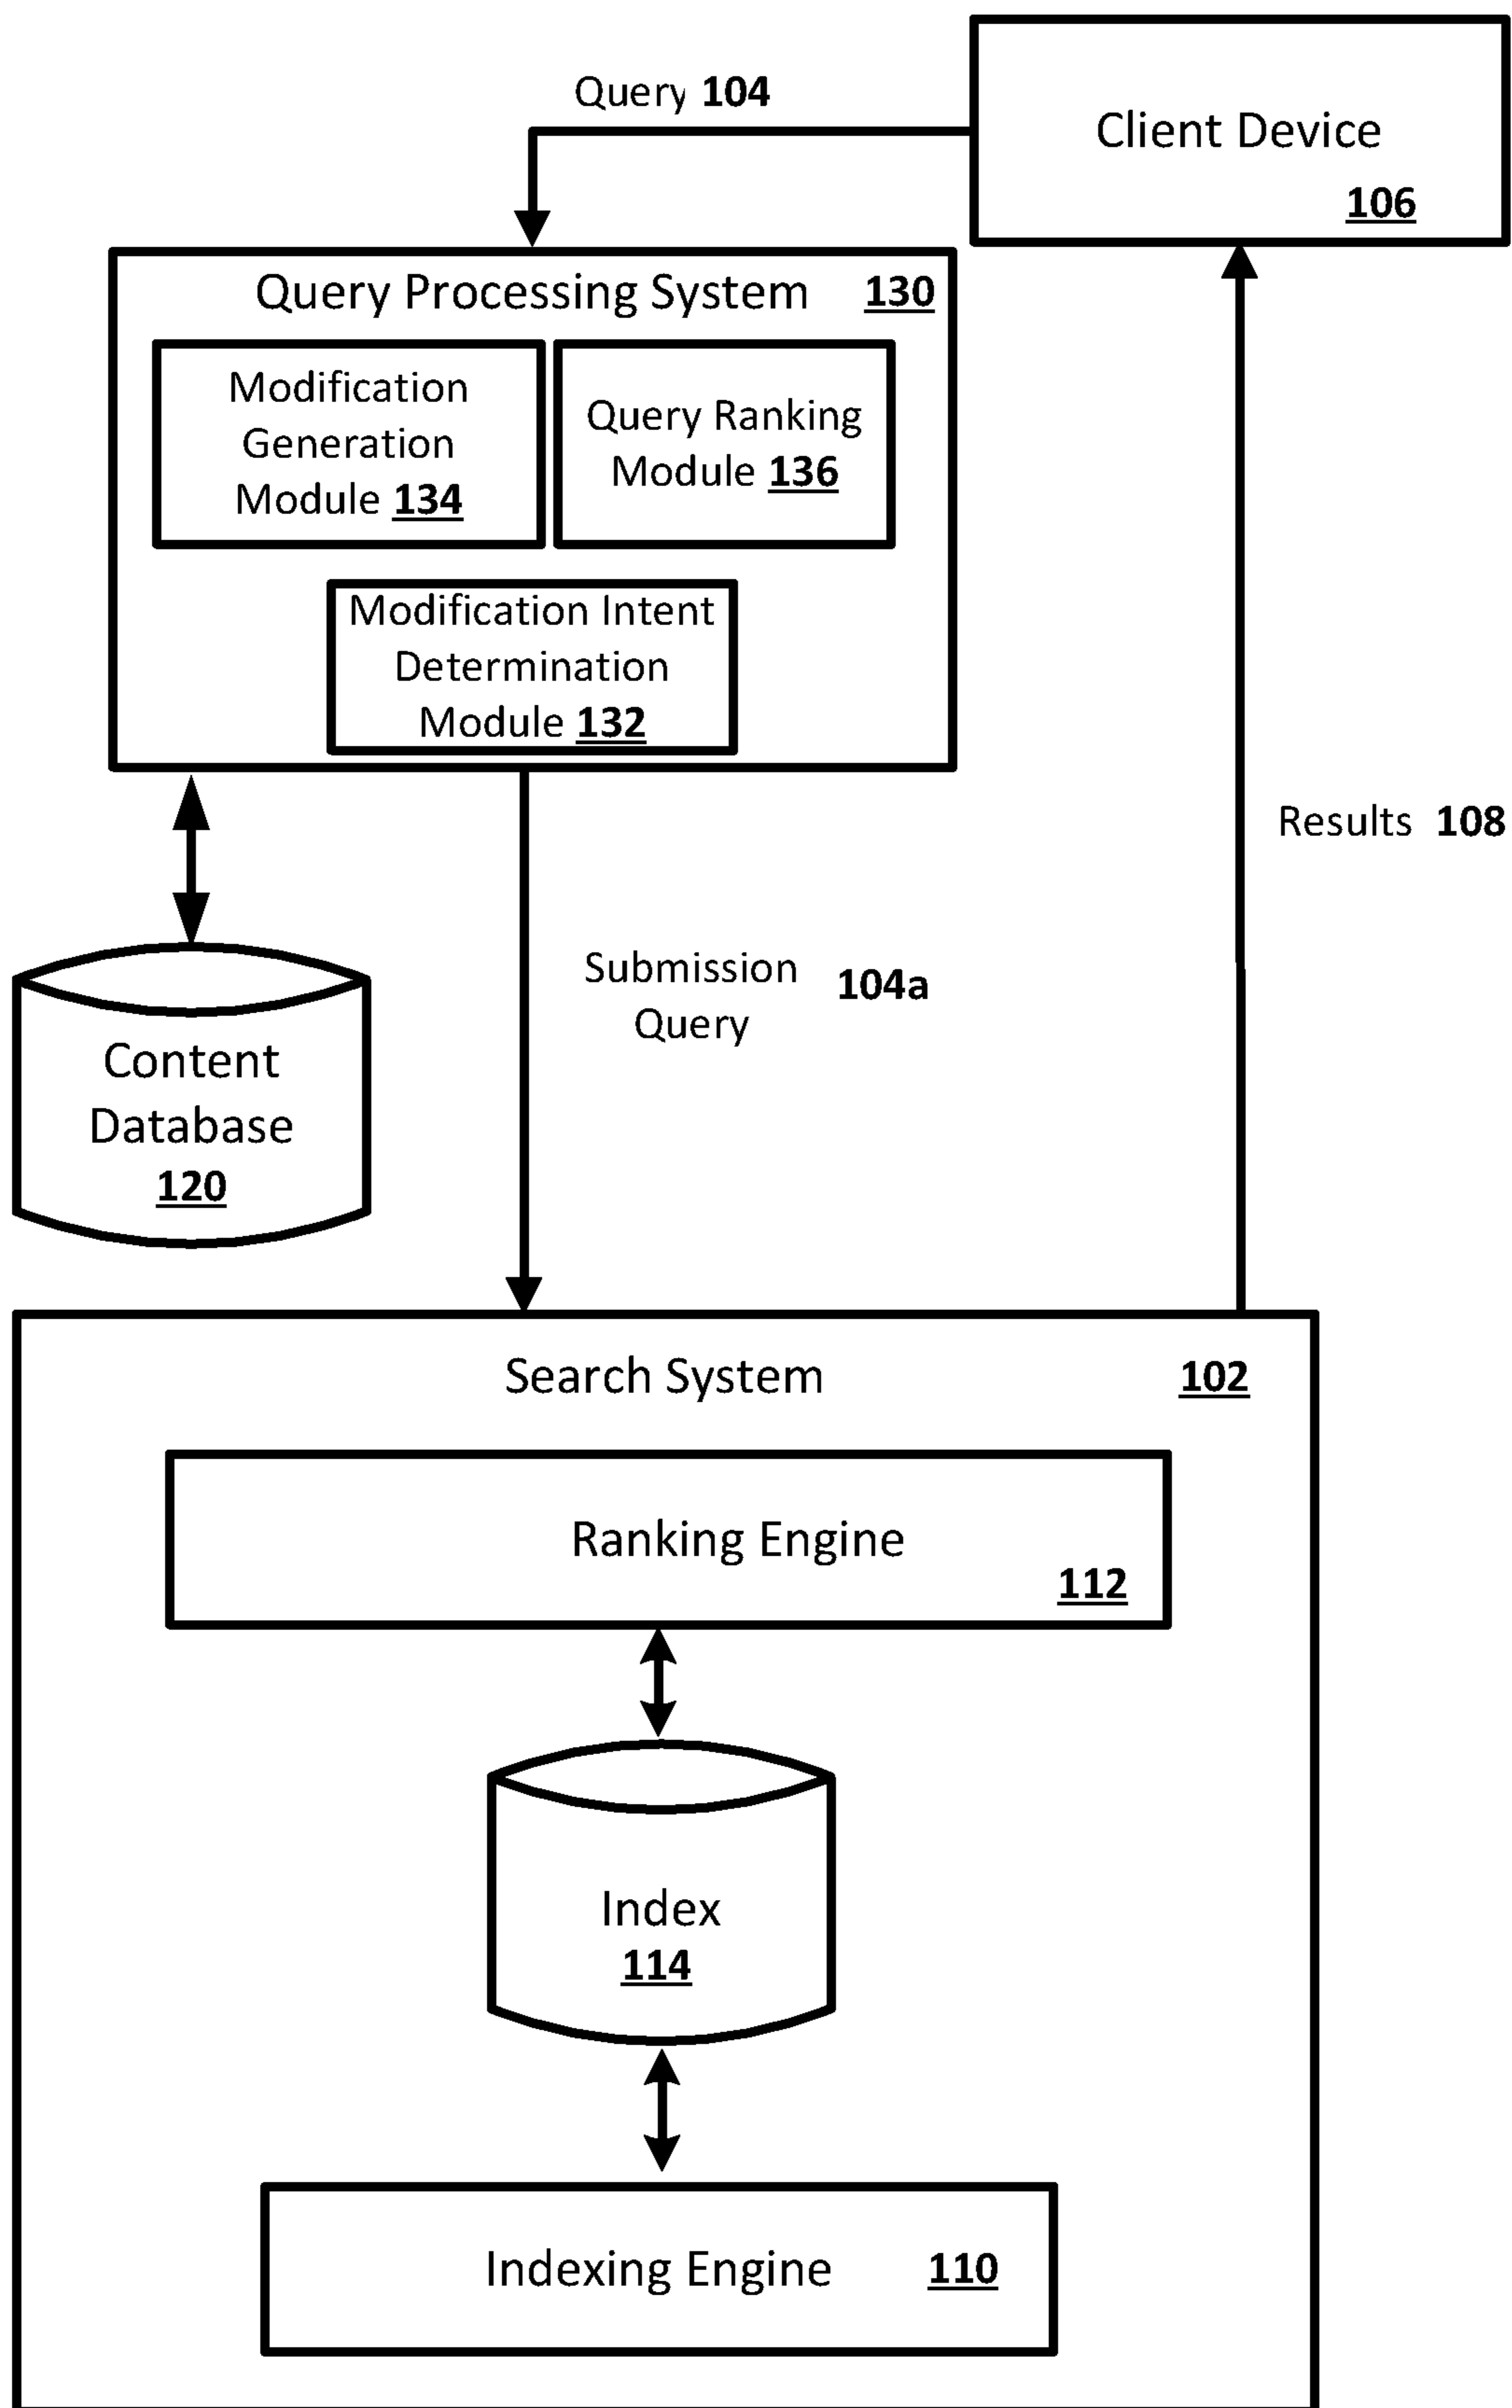 Query 104
Client Device
106
Query Processing System 130
Modification
Generation
Module 134
Query Ranking
Module 136
Modification Intent
Determination
Module 132
Results 108
Submission
Query
104a
Content
Database
120
Search System 102
Ranking Engine
112
Index
114
Indexing Engine 110